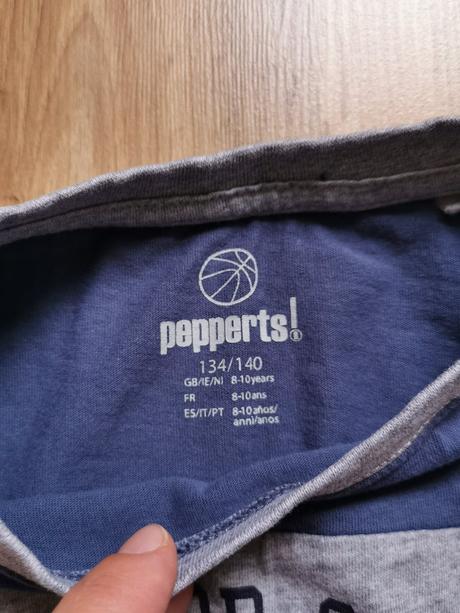 pepperts!®
134/140
GB/IE/NI 8-10years
FR 8-10ans
ES/IT/PT 8-10años/
anni/anos